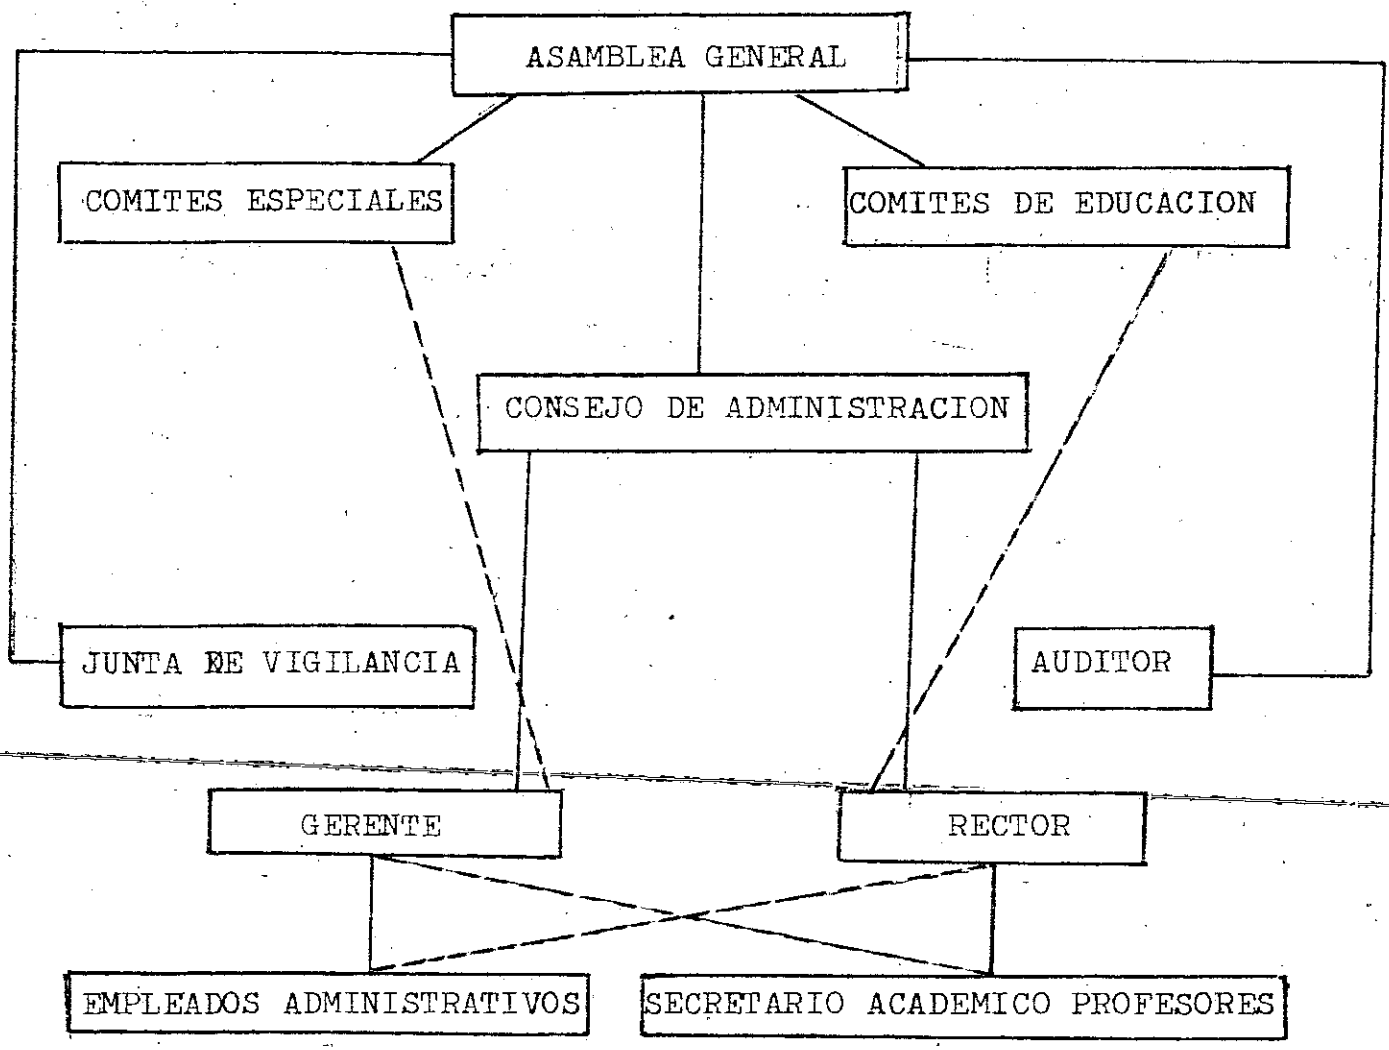 ASAMBLEA GENERAL
COMITES ESPECIALES
COMITES DE EDUCACION
CONSEJO DE ADMINISTRACION
JUNTA DE VIGILANCIA
AUDITOR
GERENTE
RECTOR
EMPLEADOS ADMINISTRATIVOS
SECRETARIO ACADEMICO PROFESORES